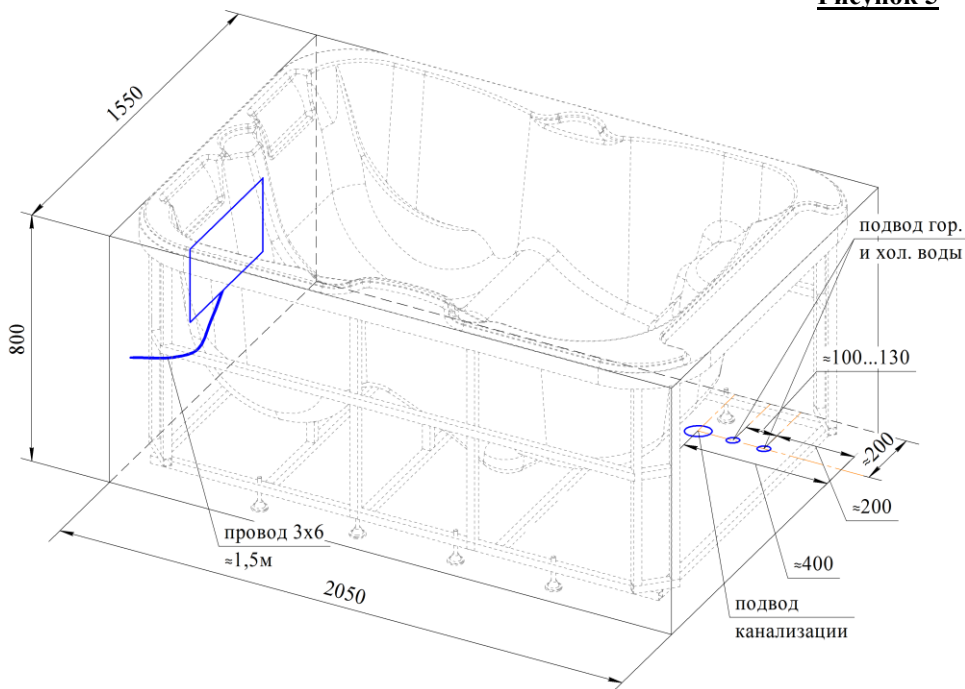 Рисунок 5
1550
подвод гор.
и хол. воды
800
≈100...130
≈200
≈200
провод 3х6
≈1,5м
≈400
2050
подвод
канализации